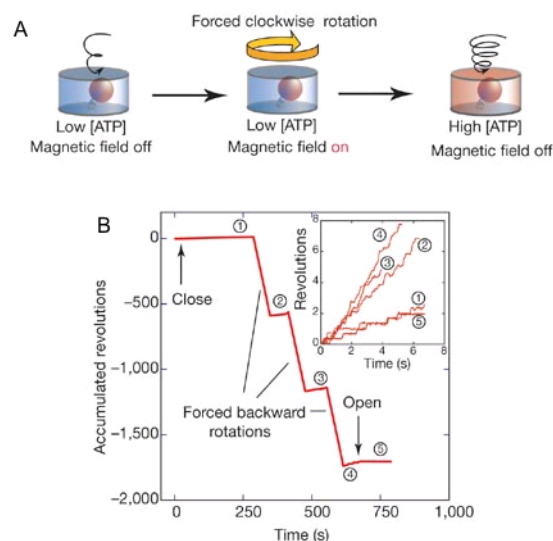 A
Forced clockwise rotation
Low [ATP]
Magnetic field off
Low [ATP]
Magnetic field on
High [ATP]
Magnetic field off
B
Accumulated revolutions
0
−500
−1,000
−1,500
−2,000
0
250
500
750
1,000
Time (s)
①
Close
②
Forced backward
rotations
③
Open
④
⑤
Revolutions
8
6
4
2
0
0
2
4
6
8
Time (s)
④
②
③
①
⑤